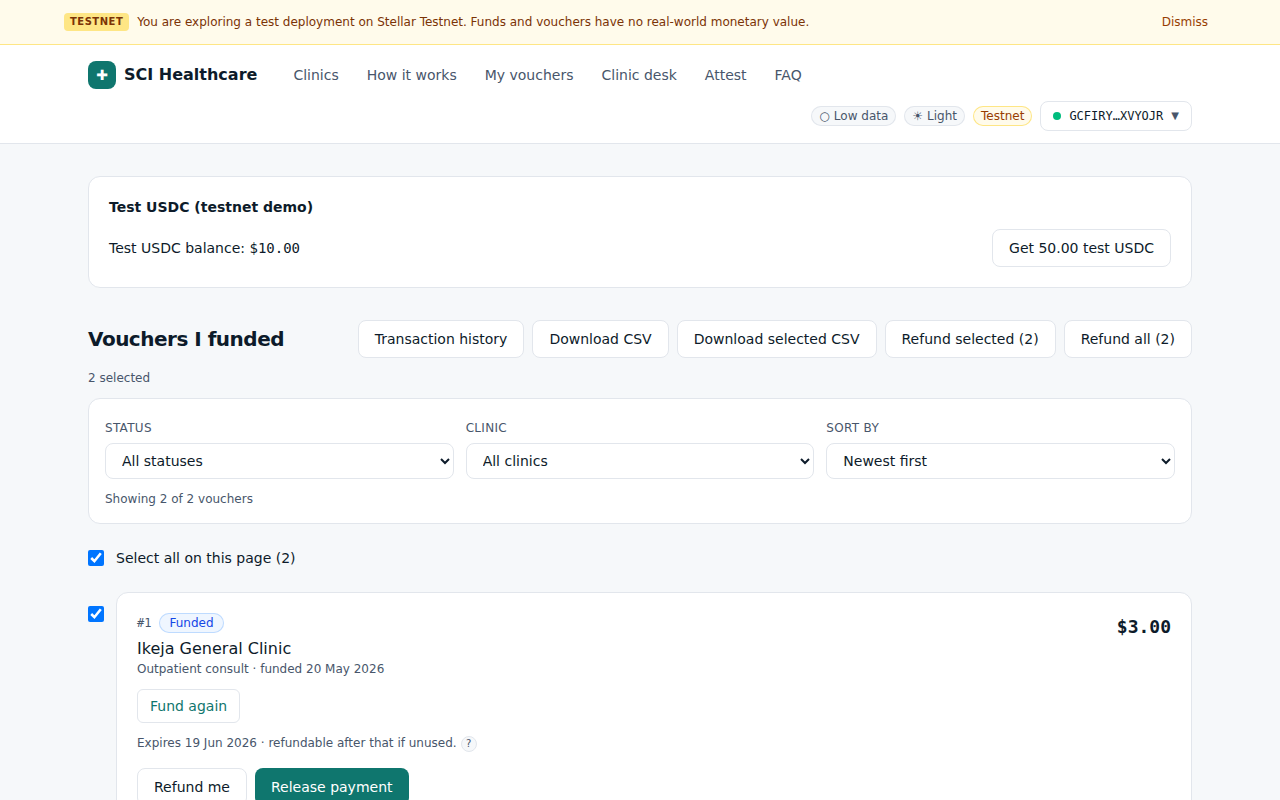 TESTNET You are exploring a test deployment on Stellar Testnet. Funds and vouchers have no real-world monetary value. Dismiss
SCI Healthcare Clinics How it works My vouchers Clinic desk Attest FAQ
Low data Light Testnet GCFIRY…XVYOJR
Test USDC (testnet demo)
Test USDC balance: $10.00 Get 50.00 test USDC
Vouchers I funded Transaction history Download CSV Download selected CSV Refund selected (2) Refund all (2)
2 selected
STATUS CLINIC SORT BY
All statuses All clinics Newest first
Showing 2 of 2 vouchers
Select all on this page (2)
#1 Funded $3.00
Ikeja General Clinic
Outpatient consult · funded 20 May 2026
Fund again
Expires 19 Jun 2026 · refundable after that if unused. ?
Refund me Release payment